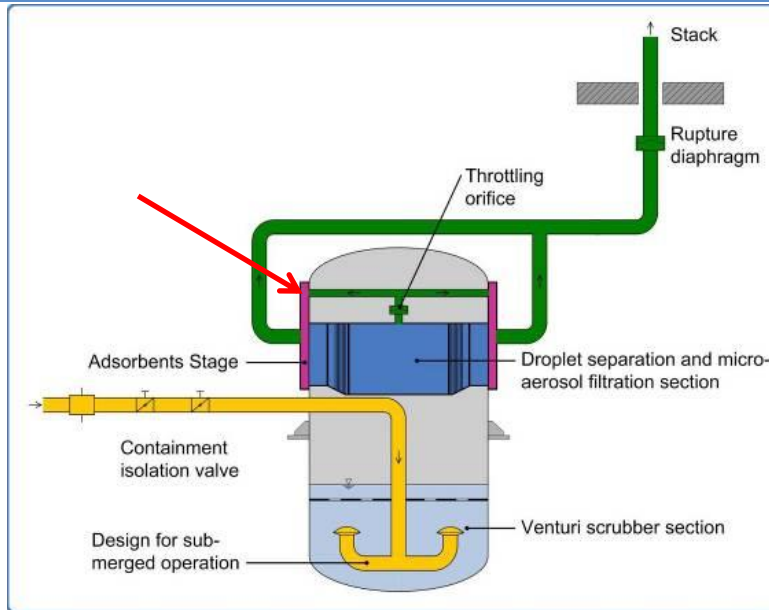 Stack
Rupture
diaphragm
Throttling
orifice
Adsorbents Stage
Droplet separation and micro-
aerosol filtration section
Containment
isolation valve
Design for sub-
merged operation
Venturi scrubber section